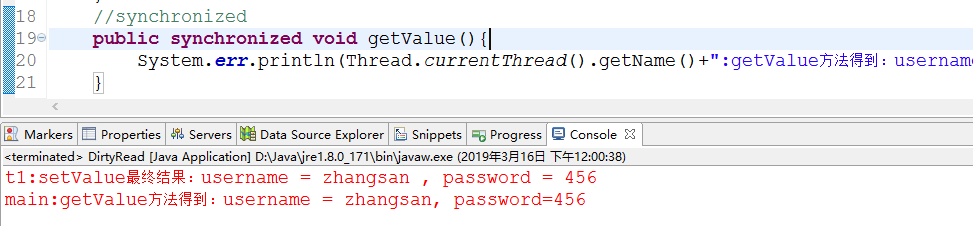 18 //synchronized
19 public synchronized void getValue(){
20 System.err.println(Thread.currentThread().getName()+":getValue方法得到：username
21 }
Markers Properties Servers Data Source Explorer Snippets Progress Console
<terminated> DirtyRead [Java Application] D:\Java\jre1.8.0_171\bin\javaw.exe (2019年3月16日 下午12:00:38)
t1:setValue最终结果：username = zhangsan , password = 456
main:getValue方法得到：username = zhangsan, password=456